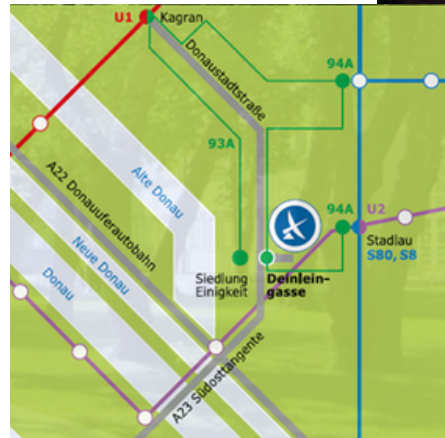 U1
Kagran
Donaustadtstraße
94A
93A
A22 Donauuferautobahn
Alte Donau
Neue Donau
Donau
94A
U2
Stadlau
S80, S8
Siedlung
Einigkeit
Deinlein-
gasse
A23 Südosttangente